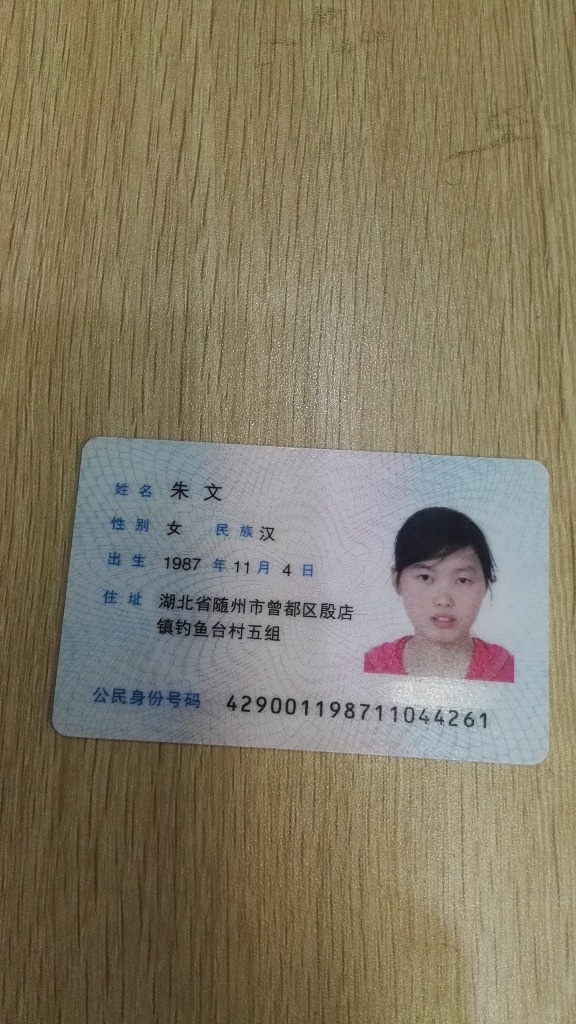 姓名 朱文
性别 女 民族 汉
出生 1987 年 11 月 4 日
住址 湖北省随州市曾都区殷店
镇钓鱼台村五组
公民身份号码 429001198711044261